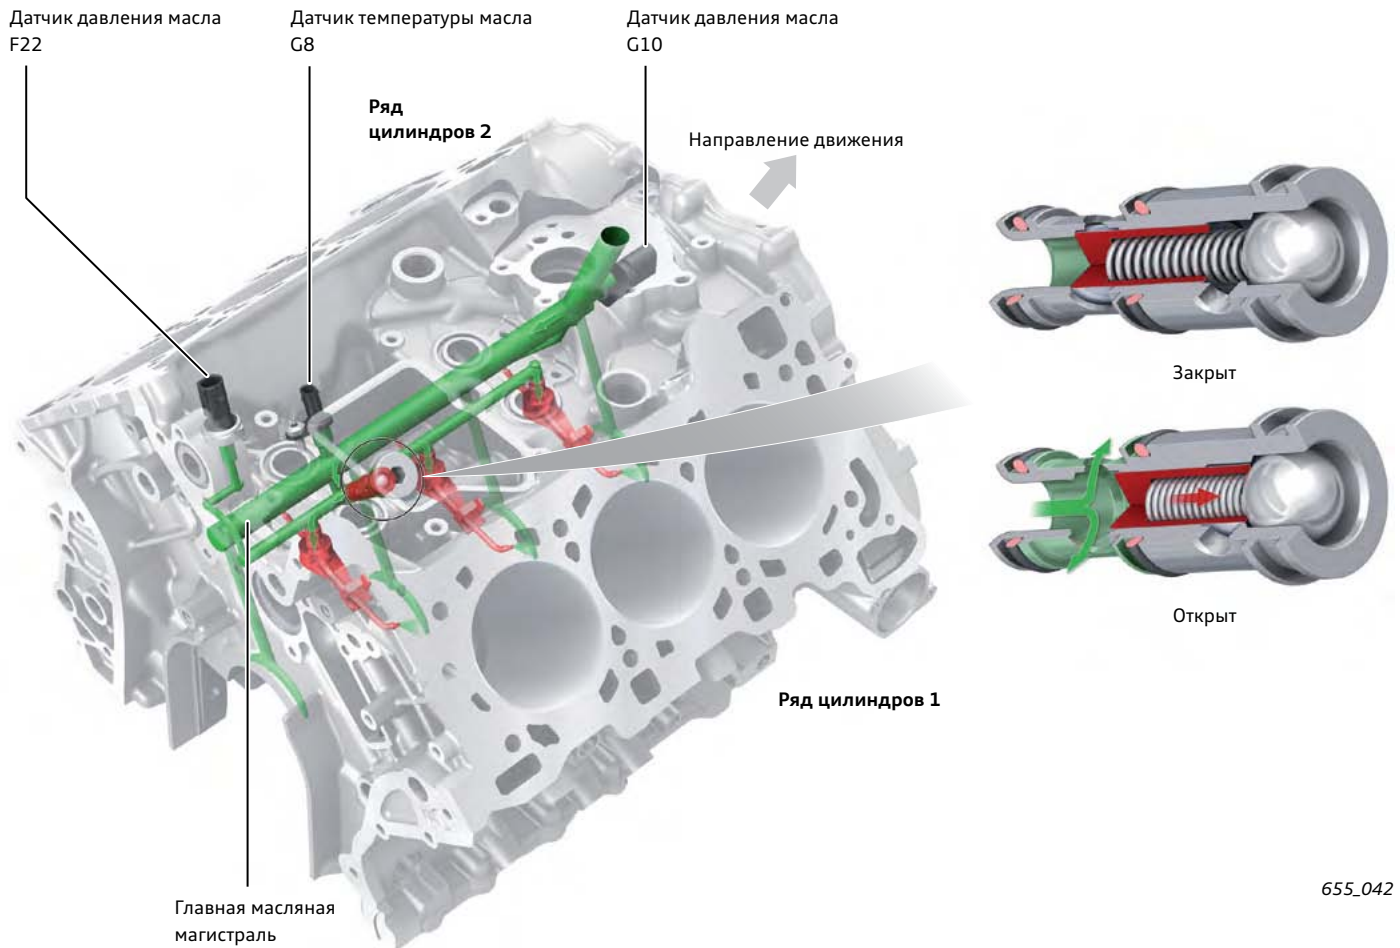 Датчик давления масла
F22
Датчик температуры масла
G8
Датчик давления масла
G10
Ряд
цилиндров 2
Направление движения
Закрыт
Открыт
Ряд цилиндров 1
Главная масляная
магистраль
655_042